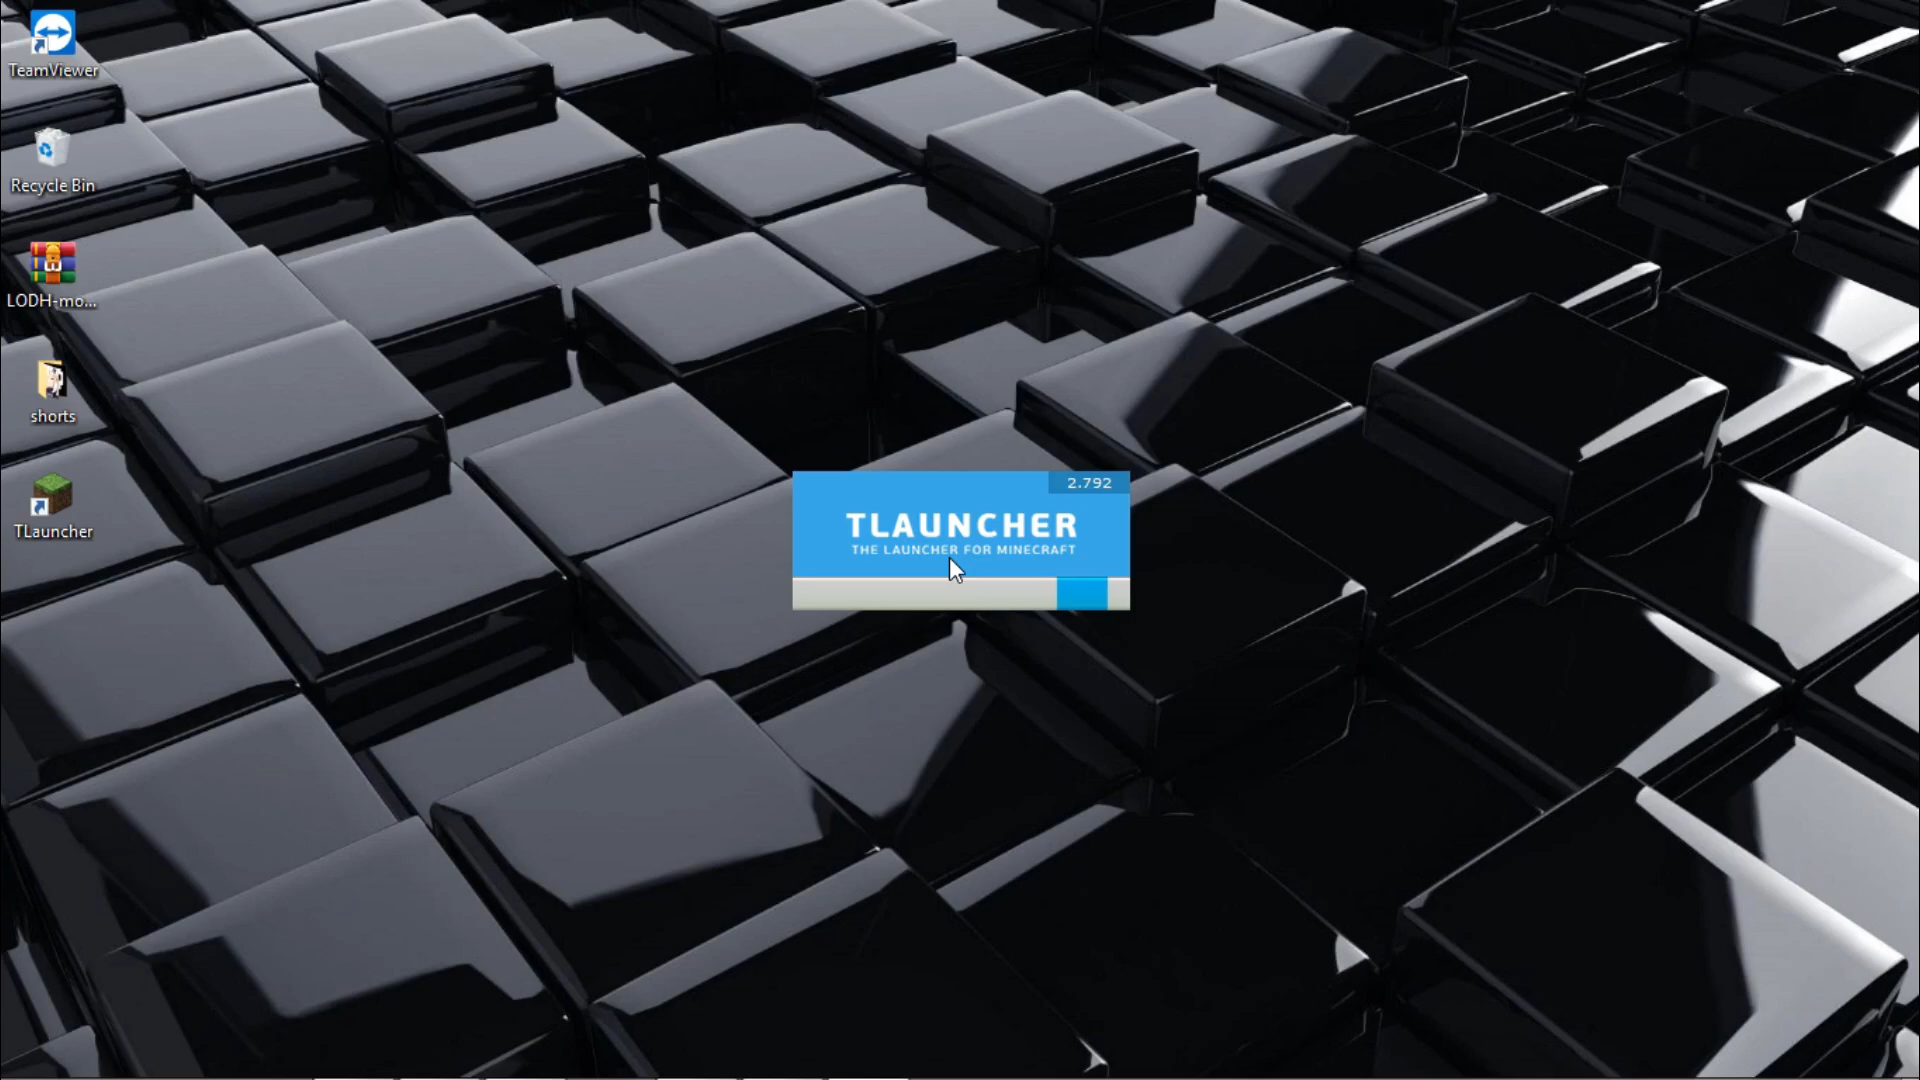 TeamViewer
Recycle Bin
LODH-mo...
shorts
TLauncher
2.792
TLAUNCHER
THE LAUNCHER FOR MINECRAFT